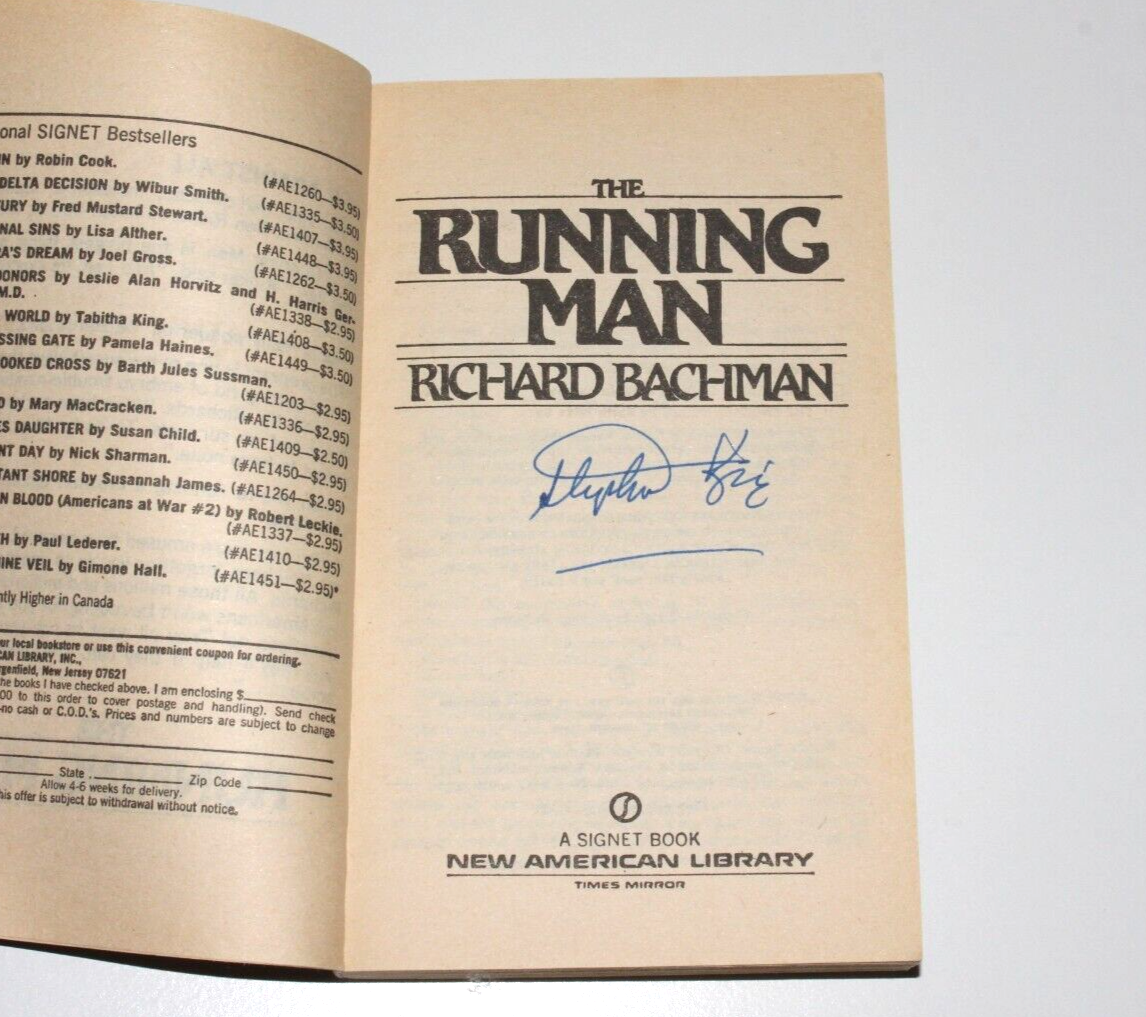 onal SIGNET Bestsellers
N by Robin Cook.
(#AE1260—$3.95)
DELTA DECISION by Wibur Smith.
(#AE1335—$3.50)
URY by Fred Mustard Stewart.
(#AE1407—$3.95)
NAL SINS by Lisa Alther.
(#AE1448—$3.95)
A'S DREAM by Joel Gross.
(#AE1262—$3.50)
DONORS by Leslie Alan Horvitz and H. Harris Ger-
M.D.
(#AE1338—$2.95)
WORLD by Tabitha King.
(#AE1408—$3.50)
SSING GATE by Pamela Haines.
(#AE1449—$3.50)
OOKED CROSS by Barth Jules Sussman.
(#AE1203—$2.95)
D by Mary MacCracken.
(#AE1336—$2.95)
ES DAUGHTER by Susan Child.
(#AE1409—$2.50)
NT DAY by Nick Sharman.
(#AE1450—$2.95)
TANT SHORE by Susannah James. (#AE1264—$2.95)
N BLOOD (Americans at War #2) by Robert Leckie.
(#AE1337—$2.95)
H by Paul Lederer.
(#AE1410—$2.95)
INE VEIL by Gimone Hall.
(#AE1451—$2.95)*
ntly Higher in Canada
ur local bookstore or use this convenient coupon for ordering.
CAN LIBRARY, INC.,
rgenfield, New Jersey 07621
he books I have checked above. I am enclosing $
00 to this order to cover postage and handling). Send check
-no cash or C.O.D.'s. Prices and numbers are subject to change
State
Zip Code
Allow 4-6 weeks for delivery.
his offer is subject to withdrawal without notice.
THE
RUNNING
MAN
RICHARD BACHMAN
Stephen King
A SIGNET BOOK
NEW AMERICAN LIBRARY
TIMES MIRROR